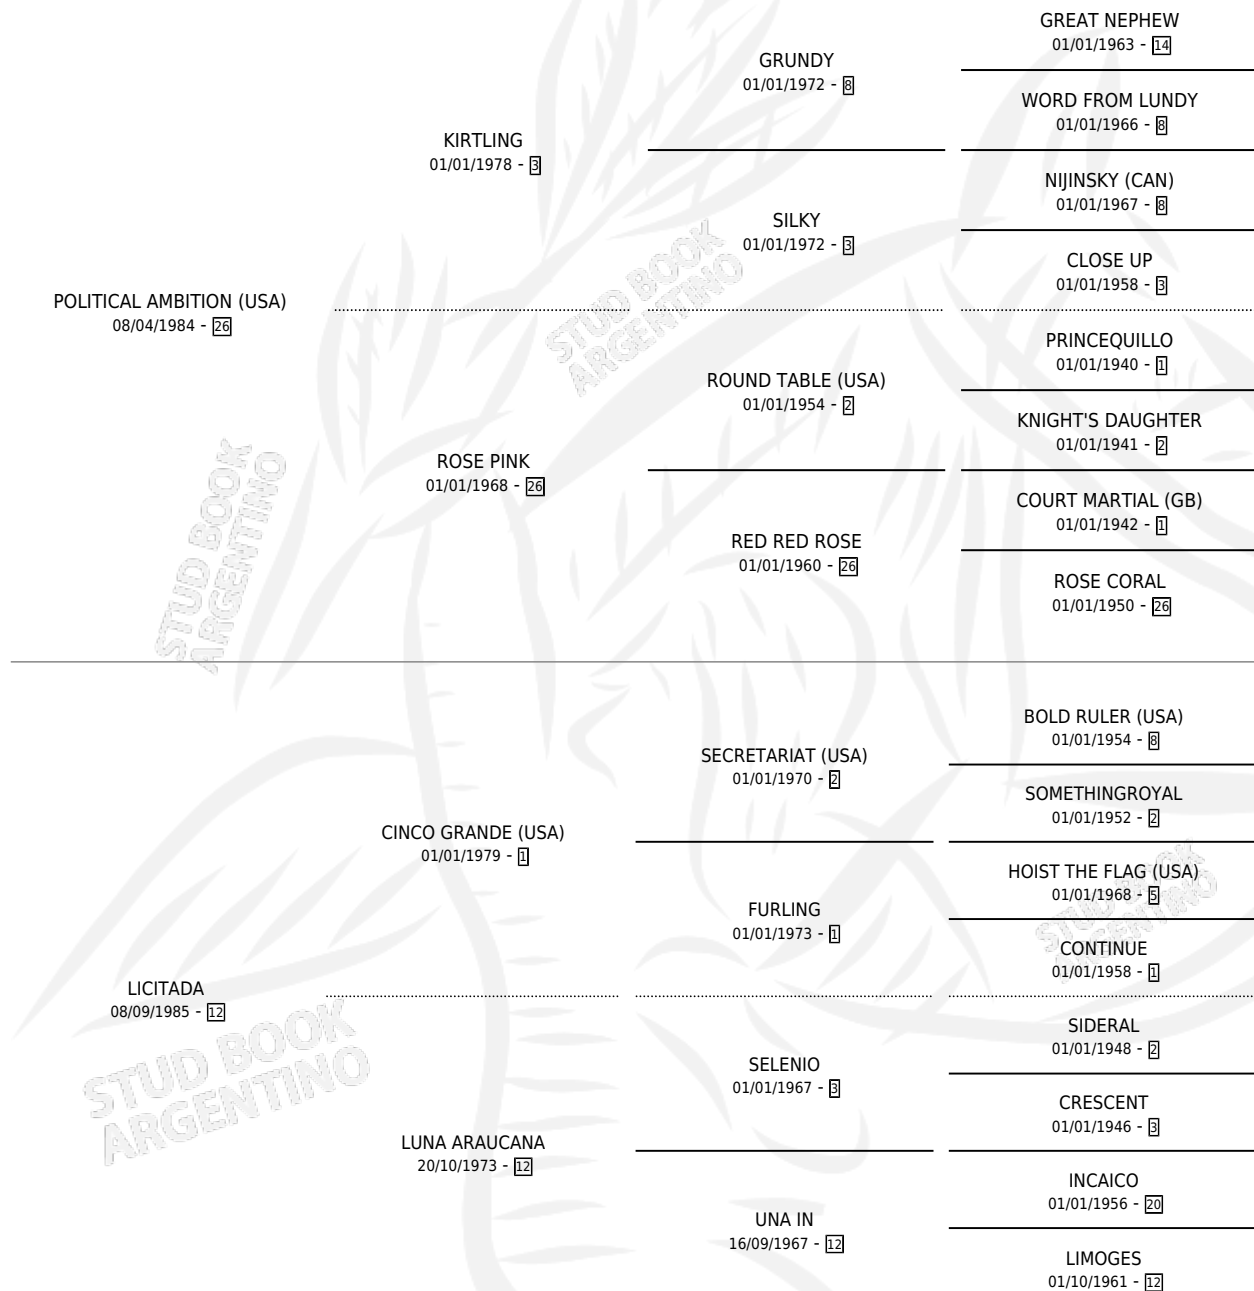 GREAT NEPHEW
01/01/1963 - 14
GRUNDY
01/01/1972 - 8
WORD FROM LUNDY
01/01/1966 - 8
KIRTLING
01/01/1978 - 3
NIJINSKY (CAN)
01/01/1967 - 8
SILKY
01/01/1972 - 3
CLOSE UP
01/01/1958 - 3
POLITICAL AMBITION (USA)
08/04/1984 - 26
PRINCEQUILLO
01/01/1940 - 1
ROUND TABLE (USA)
01/01/1954 - 2
KNIGHT'S DAUGHTER
01/01/1941 - 2
ROSE PINK
01/01/1968 - 26
COURT MARTIAL (GB)
01/01/1942 - 1
RED RED ROSE
01/01/1960 - 26
ROSE CORAL
01/01/1950 - 26
BOLD RULER (USA)
01/01/1954 - 8
SECRETARIAT (USA)
01/01/1970 - 2
SOMETHINGROYAL
01/01/1952 - 2
CINCO GRANDE (USA)
01/01/1979 - 1
HOIST THE FLAG (USA)
01/01/1968 - 5
FURLING
01/01/1973 - 1
CONTINUE
01/01/1958 - 1
LICITADA
08/09/1985 - 12
SIDERAL
01/01/1948 - 2
SELENIO
01/01/1967 - 3
CRESCENT
01/01/1946 - 3
LUNA ARAUCANA
20/10/1973 - 12
INCAICO
01/01/1956 - 20
UNA IN
16/09/1967 - 12
LIMOGES
01/10/1961 - 12
STUD BOOK
ARGENTINO
STUD BOOK
ARGENTINO
STUD BOOK
ARGENTINO
STUD BOOK
ARGENTINO